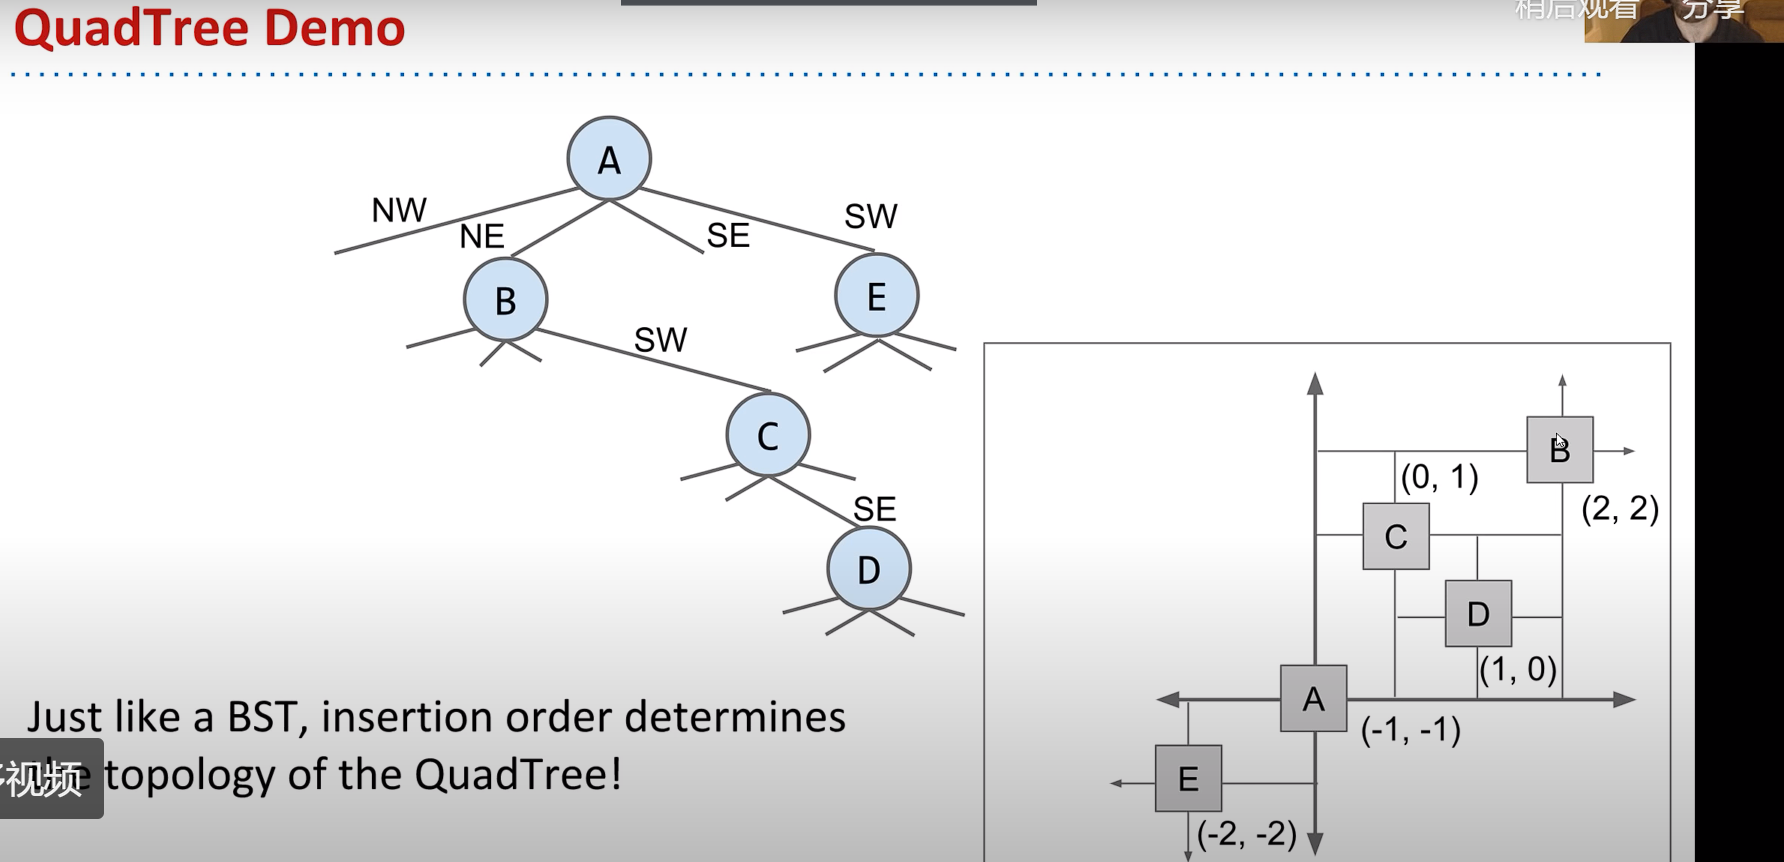 QuadTree Demo
稍后观看 分享
A
NW
NE
SE
SW
B
E
SW
C
SE
D
B
(0, 1)
(2, 2)
C
D
(1, 0)
A
(-1, -1)
E
(-2, -2)
Just like a BST, insertion order determines
the topology of the QuadTree!
视频